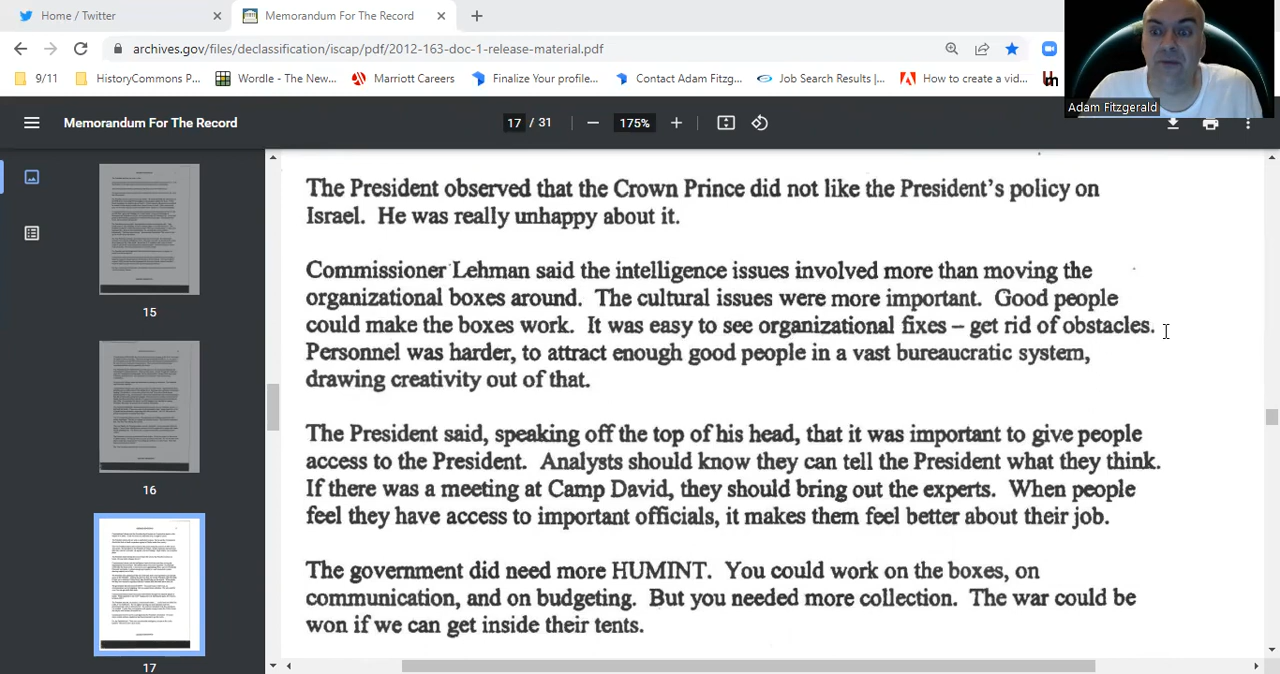 Home / Twitter
Memorandum For The Record
archives.gov/files/declassification/iscap/pdf/2012-163-doc-1-release-material.pdf
9/11
HistoryCommons P...
Wordle - The New...
Marriott Careers
Finalize Your profile...
Contact Adam Fitzg...
Job Search Results |...
How to create a vid...
Adam Fitzgerald
Memorandum For The Record
17 / 31
175%
15
16
17
The President observed that the Crown Prince did not like the President's policy on
Israel. He was really unhappy about it.
Commissioner Lehman said the intelligence issues involved more than moving the
organizational boxes around. The cultural issues were more important. Good people
could make the boxes work. It was easy to see organizational fixes – get rid of obstacles.
Personnel was harder, to attract enough good people in a vast bureaucratic system,
drawing creativity out of that.
The President said, speaking off the top of his head, that it was important to give people
access to the President. Analysts should know they can tell the President what they think.
If there was a meeting at Camp David, they should bring out the experts. When people
feel they have access to important officials, it makes them feel better about their job.
The government did need more HUMINT. You could work on the boxes, on
communication, and on budgeting. But you needed more collection. The war could be
won if we can get inside their tents.